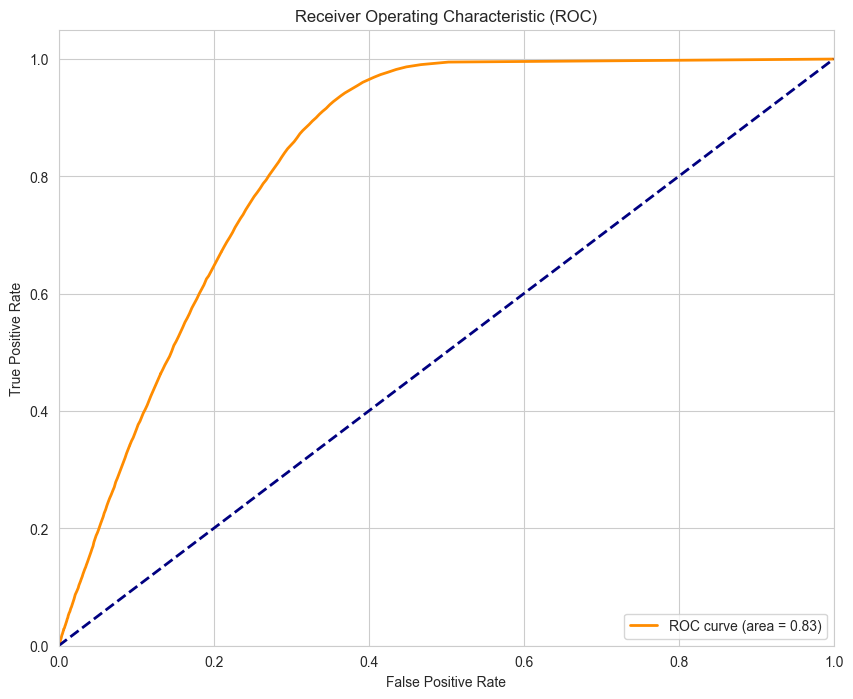 Receiver Operating Characteristic (ROC)
1.0
0.8
0.6
0.4
0.2
0.0
True Positive Rate
0.0 0.2 0.4 0.6 0.8 1.0
False Positive Rate
ROC curve (area = 0.83)